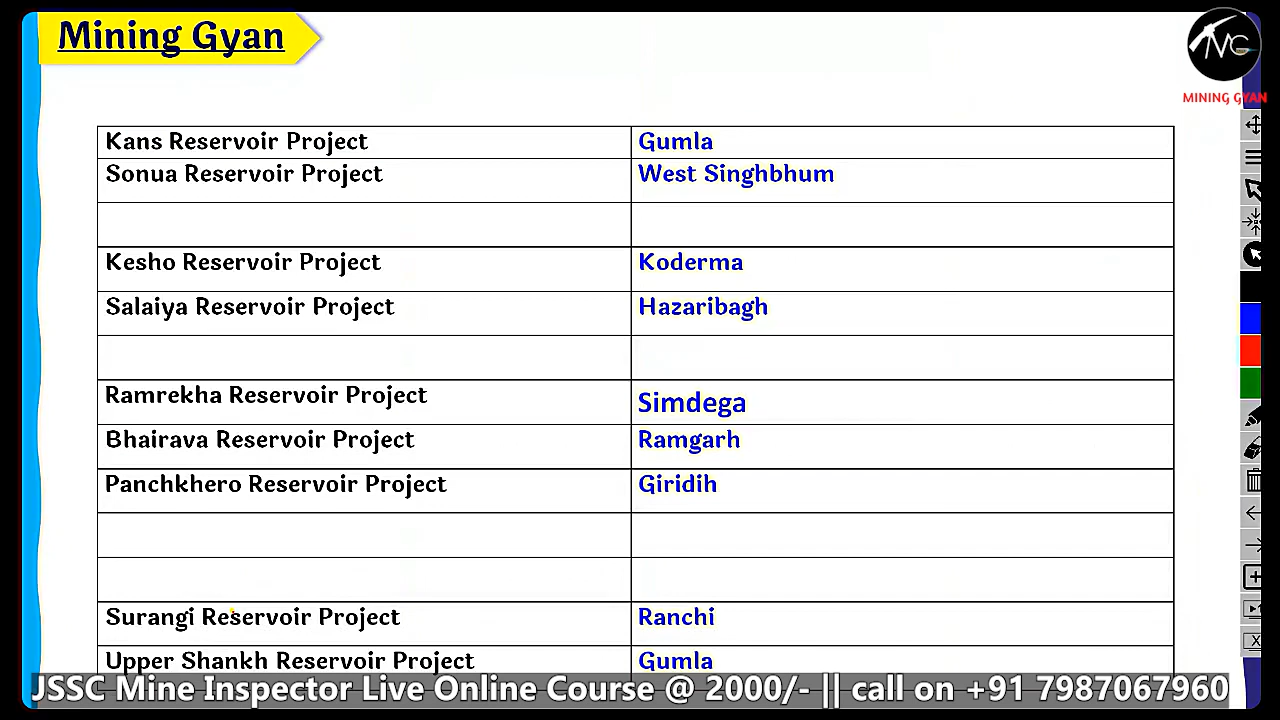 Mining Gyan
MG
MINING GYAN
Kans Reservoir Project Gumla
Sonua Reservoir Project West Singhbhum
Kesho Reservoir Project Koderma
Salaiya Reservoir Project Hazaribagh
Ramrekha Reservoir Project Simdega
Bhairava Reservoir Project Ramgarh
Panchkhero Reservoir Project Giridih
Surangi Reservoir Project Ranchi
Upper Shankh Reservoir Project Gumla
JSSC Mine Inspector Live Online Course @ 2000/- || call on +91 7987067960